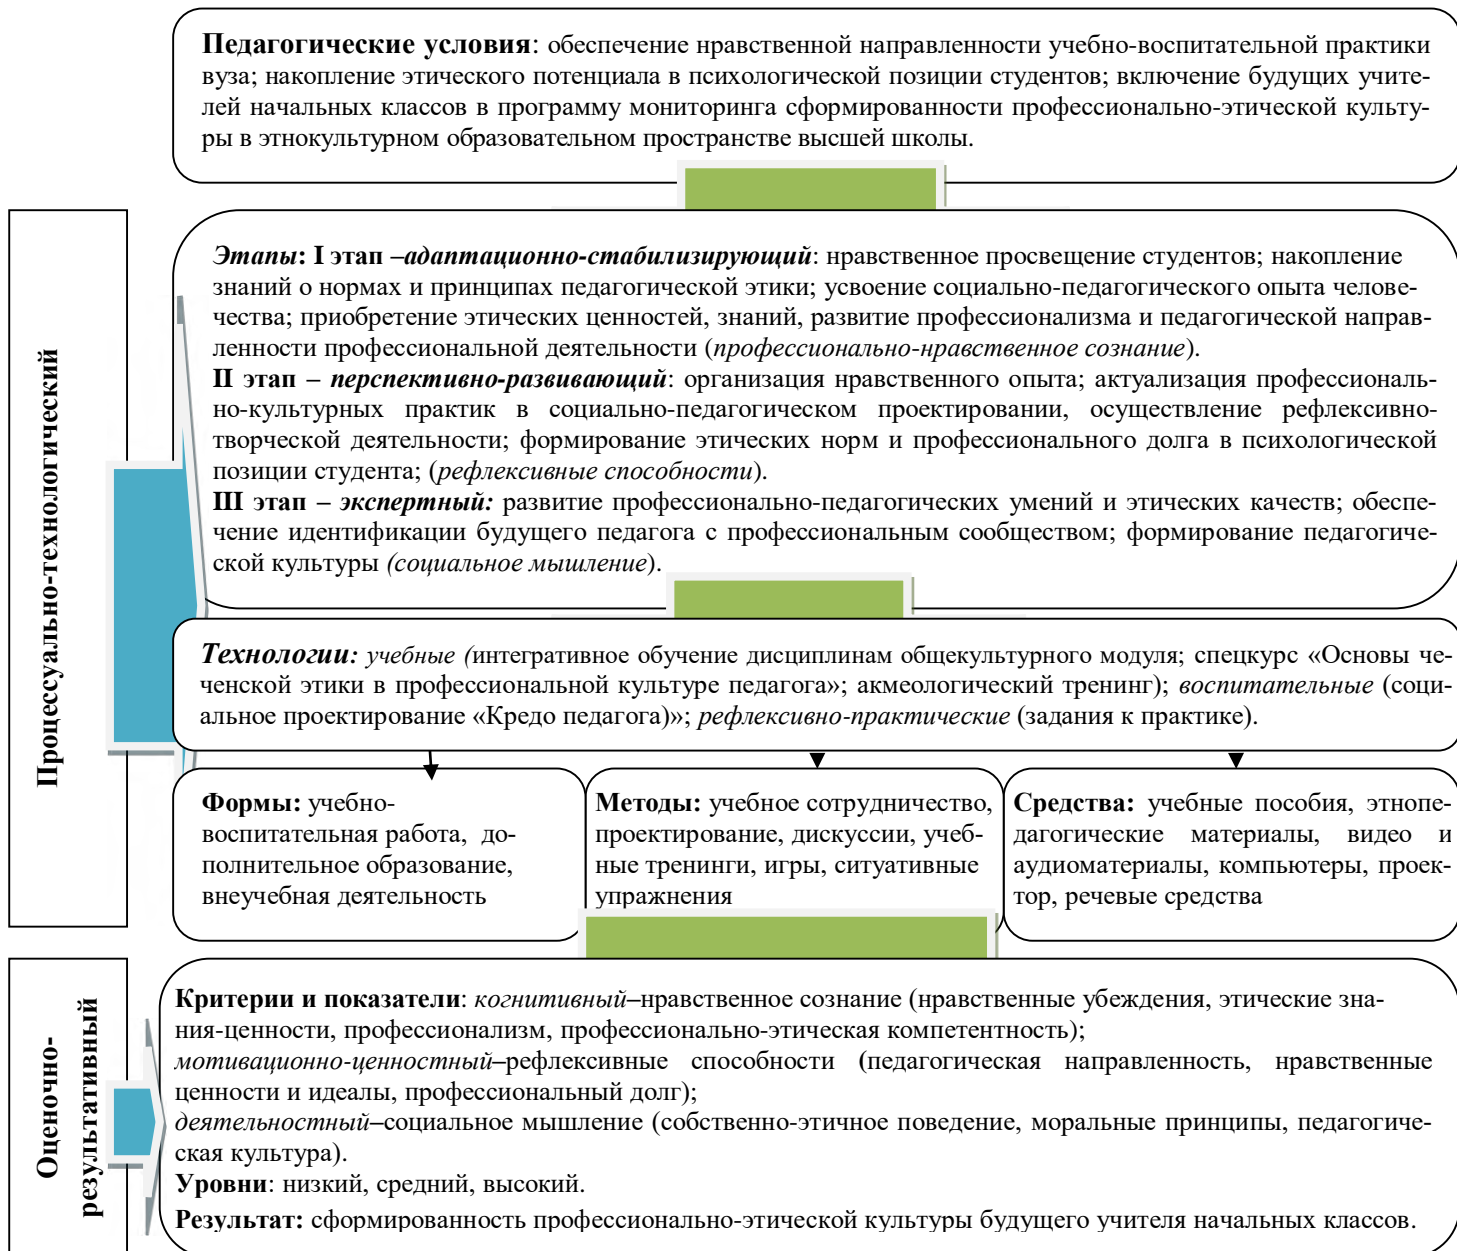 Педагогические условия: обеспечение нравственной направленности учебно-воспитательной практики
вуза; накопление этического потенциала в психологической позиции студентов; включение будущих учите-
лей начальных классов в программу мониторинга сформированности профессионально-этической культу-
ры в этнокультурном образовательном пространстве высшей школы.
Процессуально-технологический
Этапы: I этап –адаптационно-стабилизирующий: нравственное просвещение студентов; накопление
знаний о нормах и принципах педагогической этики; усвоение социально-педагогического опыта челове-
чества; приобретение этических ценностей, знаний, развитие профессионализма и педагогической направ-
ленности профессиональной деятельности (профессионально-нравственное сознание).
II этап – перспективно-развивающий: организация нравственного опыта; актуализация профессиональ-
но-культурных практик в социально-педагогическом проектировании, осуществление рефлексивно-
творческой деятельности; формирование этических норм и профессионального долга в психологической
позиции студента; (рефлексивные способности).
III этап – экспертный: развитие профессионально-педагогических умений и этических качеств; обеспе-
чение идентификации будущего педагога с профессиональным сообществом; формирование педагогиче-
ской культуры (социальное мышление).
Технологии: учебные (интегративное обучение дисциплинам общекультурного модуля; спецкурс «Основы че-
ченской этики в профессиональной культуре педагога»; акмеологический тренинг); воспитательные (соци-
альное проектирование «Кредо педагога)»; рефлексивно-практические (задания к практике).
Формы: учебно-
воспитательная работа, до-
полнительное образование,
внеучебная деятельность
Методы: учебное сотрудничество,
проектирование, дискуссии, учеб-
ные тренинги, игры, ситуативные
упражнения
Средства: учебные пособия, этнопе-
дагогические материалы, видео и
аудиоматериалы, компьютеры, проек-
тор, речевые средства
Оценочно-
результативный
Критерии и показатели: когнитивный–нравственное сознание (нравственные убеждения, этические зна-
ния-ценности, профессионализм, профессионально-этическая компетентность);
мотивационно-ценностный–рефлексивные способности (педагогическая направленность, нравственные
ценности и идеалы, профессиональный долг);
деятельностный–социальное мышление (собственно-этичное поведение, моральные принципы, педагогиче-
ская культура).
Уровни: низкий, средний, высокий.
Результат: сформированность профессионально-этической культуры будущего учителя начальных классов.